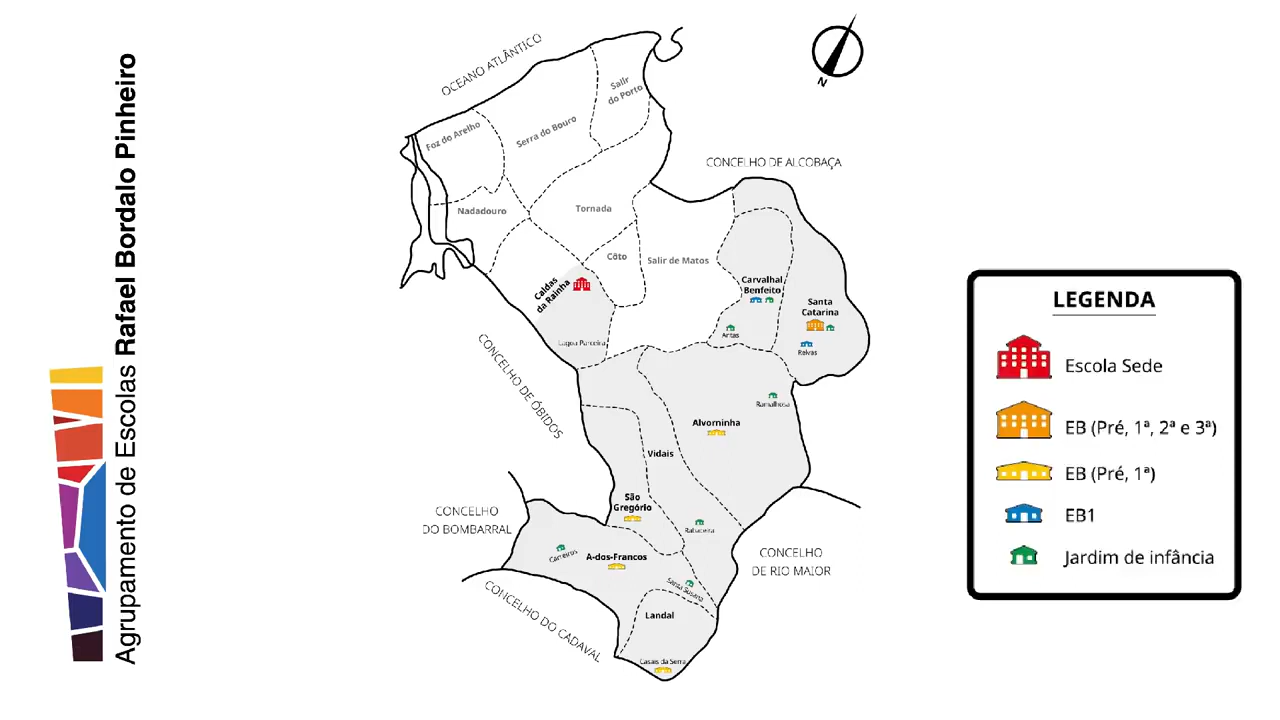 Agrupamento de Escolas Rafael Bordalo Pinheiro
OCEANO ATLÂNTICO
N
Salir
do Porto
Serra do Bouro
Foz do Arelho
CONCELHO DE ALCOBAÇA
Nadadouro
Tornada
Côto
Salir de Matos
Caldas
da Rainha
Carvalhal
Benfeito
Santa
Catarina
Antas
Relvas
Lagoa Parceira
CONCELHO DE ÓBIDOS
Ramalhosa
Alvorninha
Vidais
São
Gregório
CONCELHO
DO BOMBARRAL
Rabaceira
Carreiros
A-dos-Francos
CONCELHO
DE RIO MAIOR
Santa Susana
CONCELHO DO CADAVAL
Landal
Casais da Serra
LEGENDA
Escola Sede
EB (Pré, 1ª, 2ª e 3ª)
EB (Pré, 1ª)
EB1
Jardim de infância